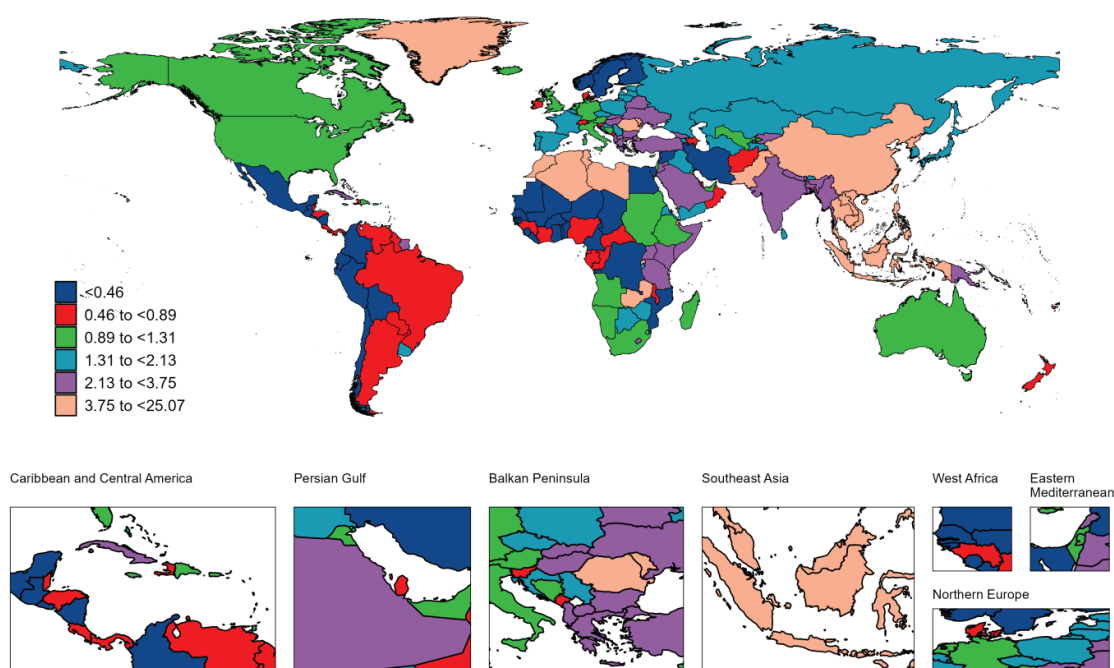 <0.46
0.46 to <0.89
0.89 to <1.31
1.31 to <2.13
2.13 to <3.75
3.75 to <25.07
Caribbean and Central America
Persian Gulf
Balkan Peninsula
Southeast Asia
West Africa
Eastern
Mediterranean
Northern Europe